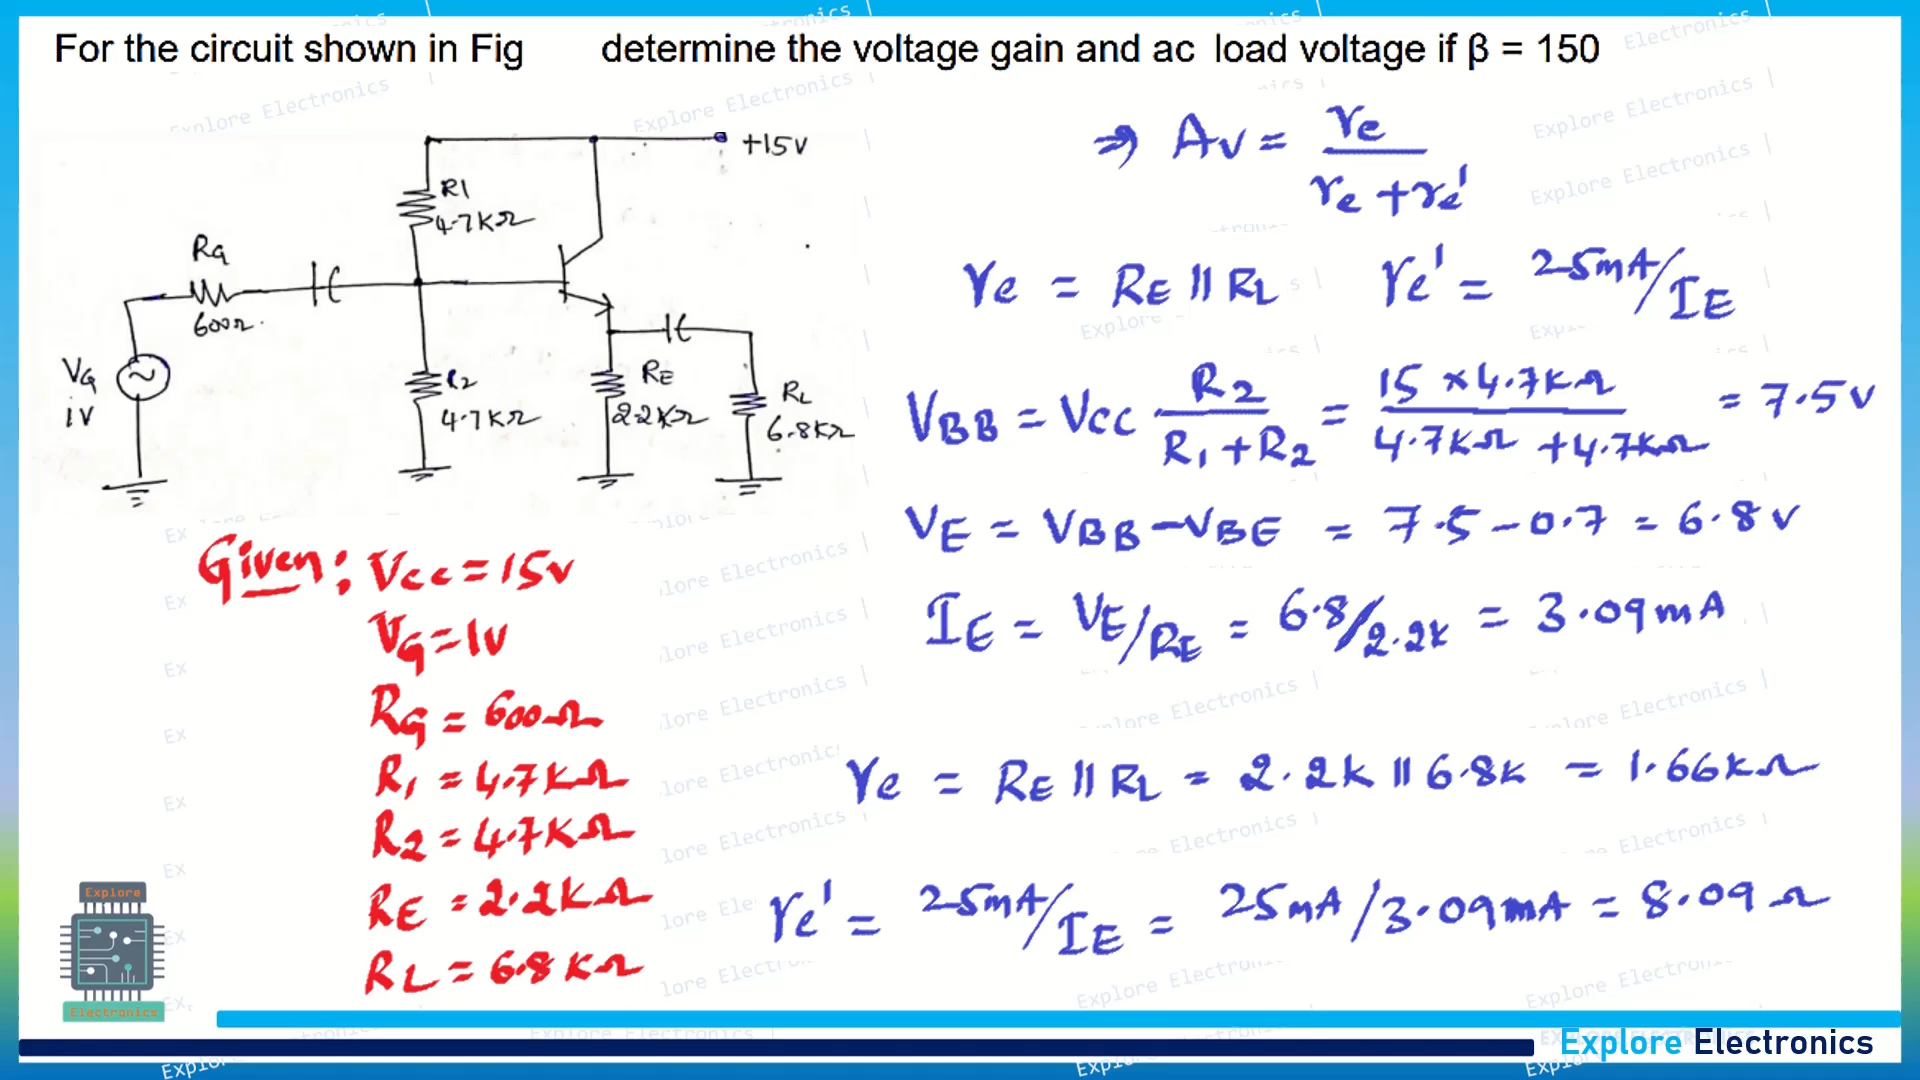 For the circuit shown in Fig determine the voltage gain and ac load voltage if β = 150
+15V
R1
4.7KΩ
RG
600Ω
VG
1V
R2
4.7KΩ
RE
2.2KΩ
RL
6.8KΩ
Given: VCC = 15V
VG = 1V
RG = 600Ω
R1 = 4.7KΩ
R2 = 4.7KΩ
RE = 2.2KΩ
RL = 6.8KΩ
⇒ AV = re / re + re'
re = RE || RL re' = 25mA/IE
VBB = VCC R2 / R1 + R2 = 15 × 4.7KΩ / 4.7KΩ + 4.7KΩ = 7.5V
VE = VBB - VBE = 7.5 - 0.7 = 6.8V
IE = VE/RE = 6.8/2.2K = 3.09mA
re = RE || RL = 2.2K || 6.8K = 1.66KΩ
re' = 25mA/IE = 25mA/3.09mA = 8.09Ω
Explore
Electronics
Explore Electronics